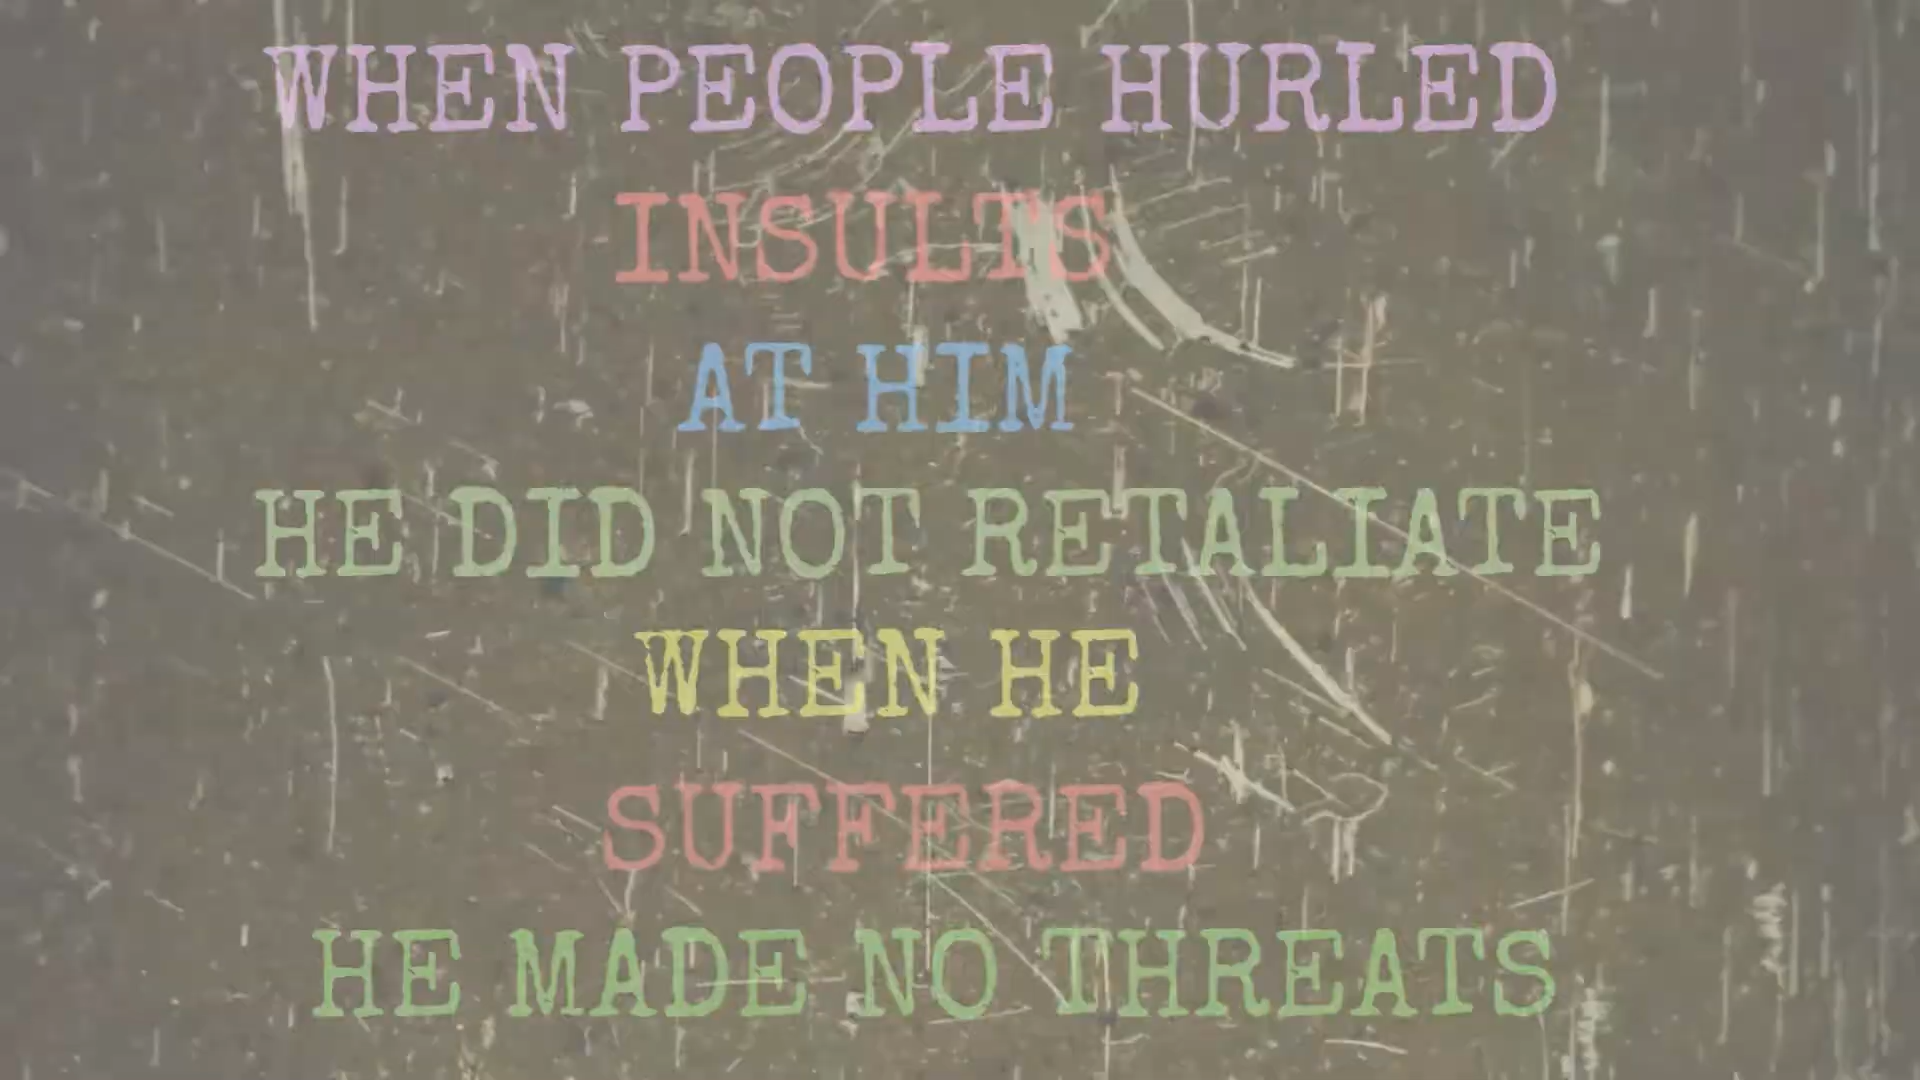 WHEN PEOPLE HURLED
INSULTS
AT HIM
HE DID NOT RETALIATE
WHEN HE
SUFFERED
HE MADE NO THREATS